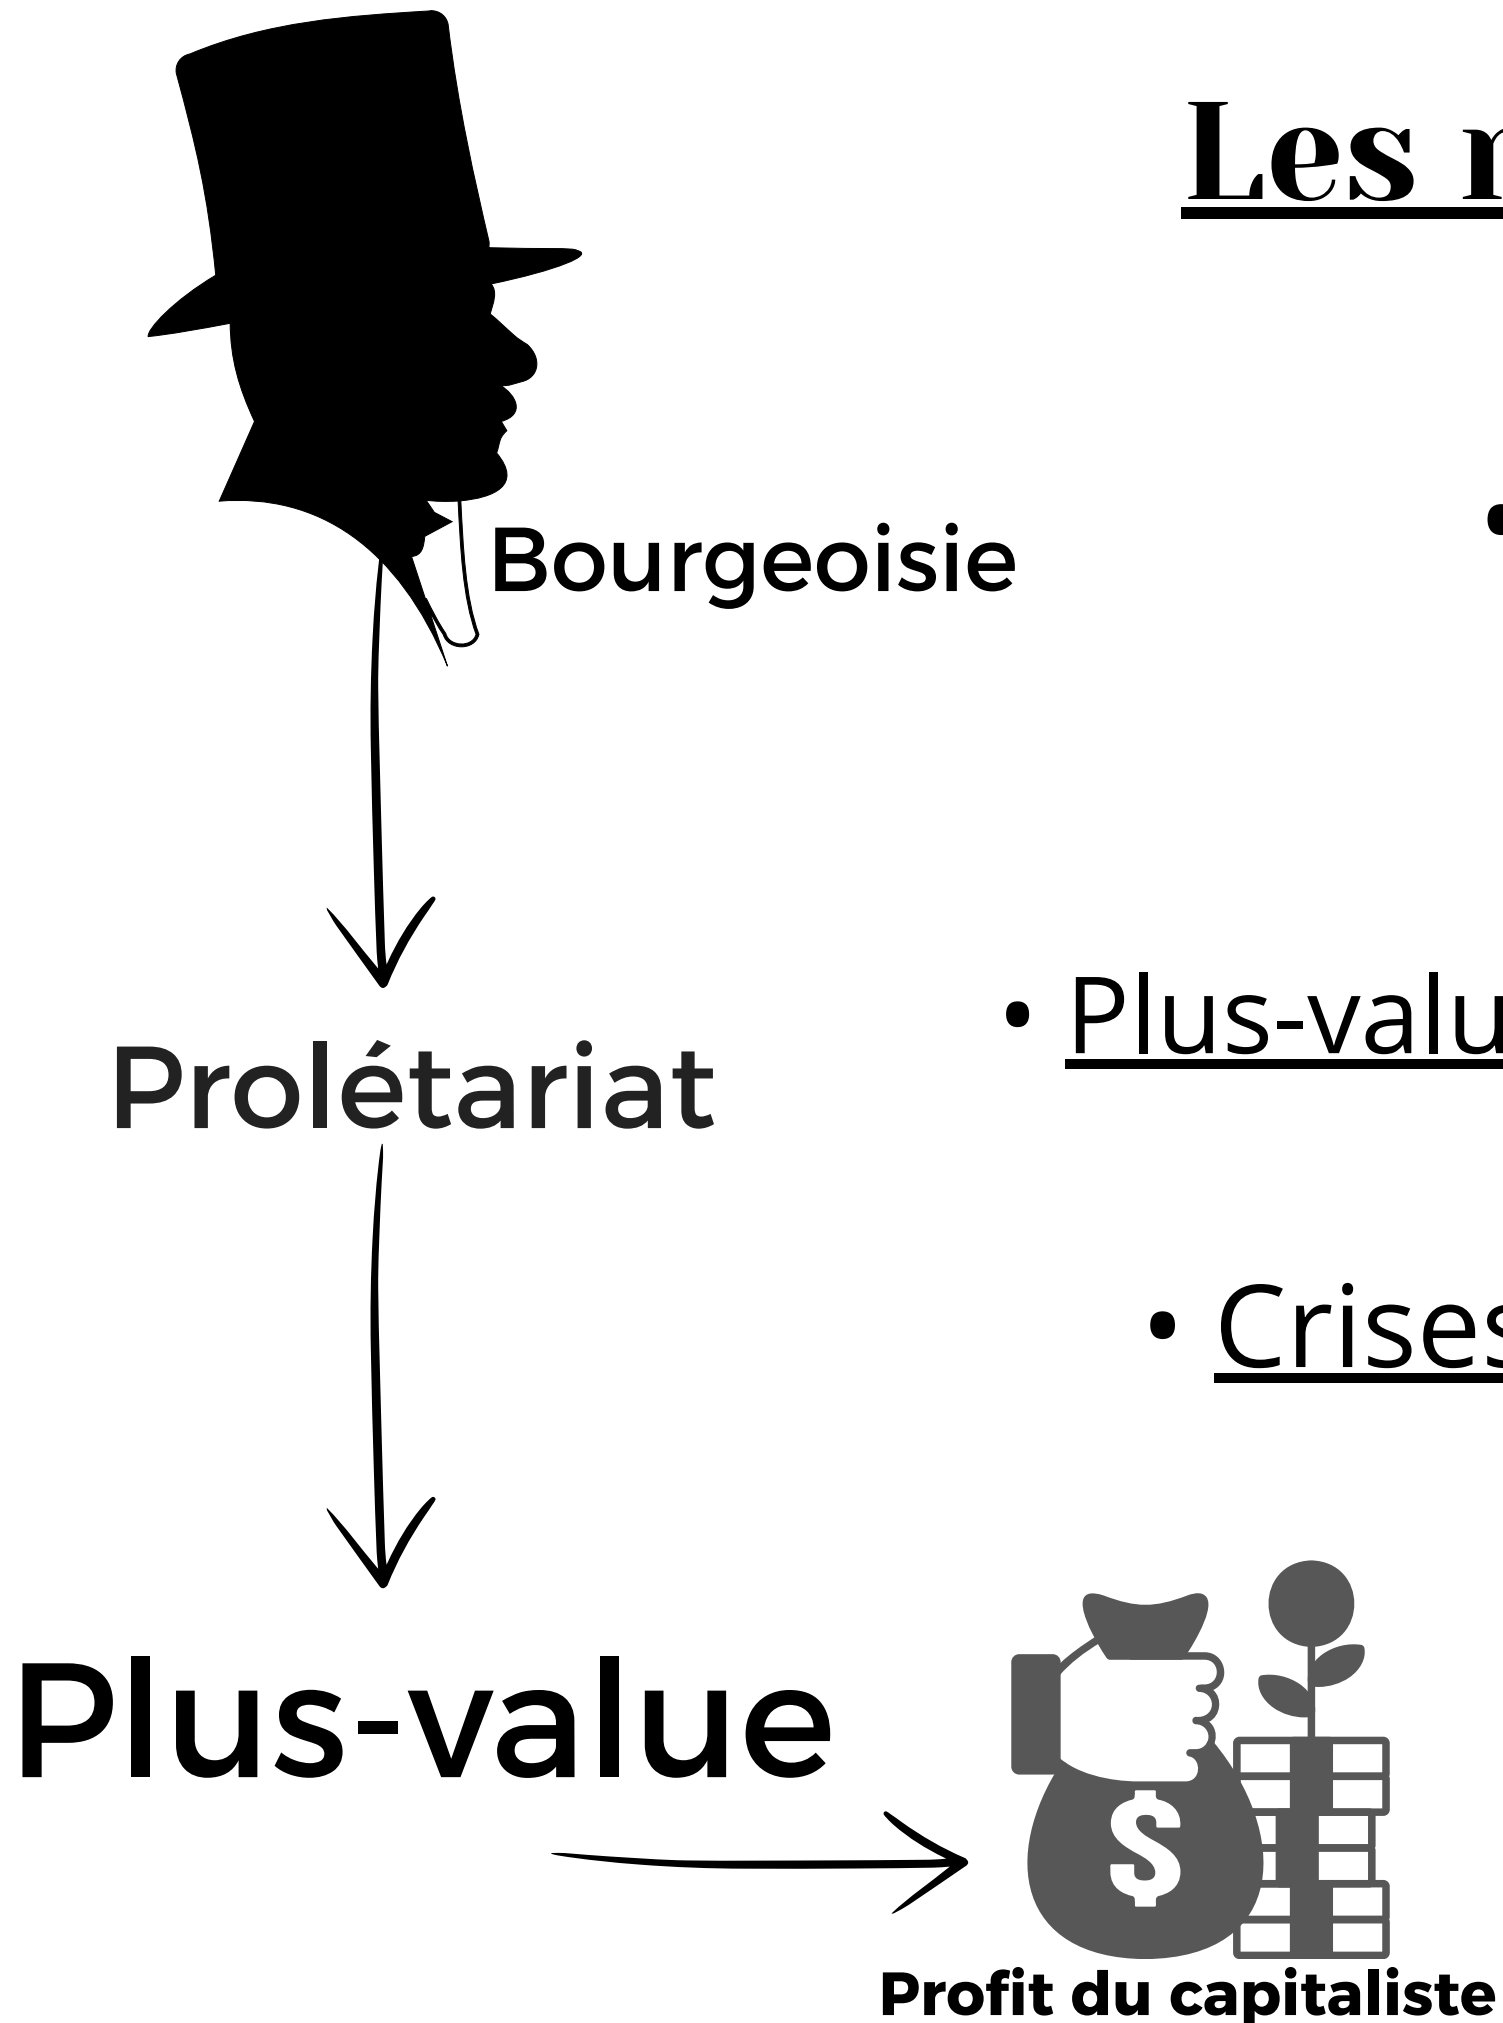 Les
Bourgeoisie
• Plus-valu
Prolétariat
• Crises
Plus-value
$
Profit du capitaliste